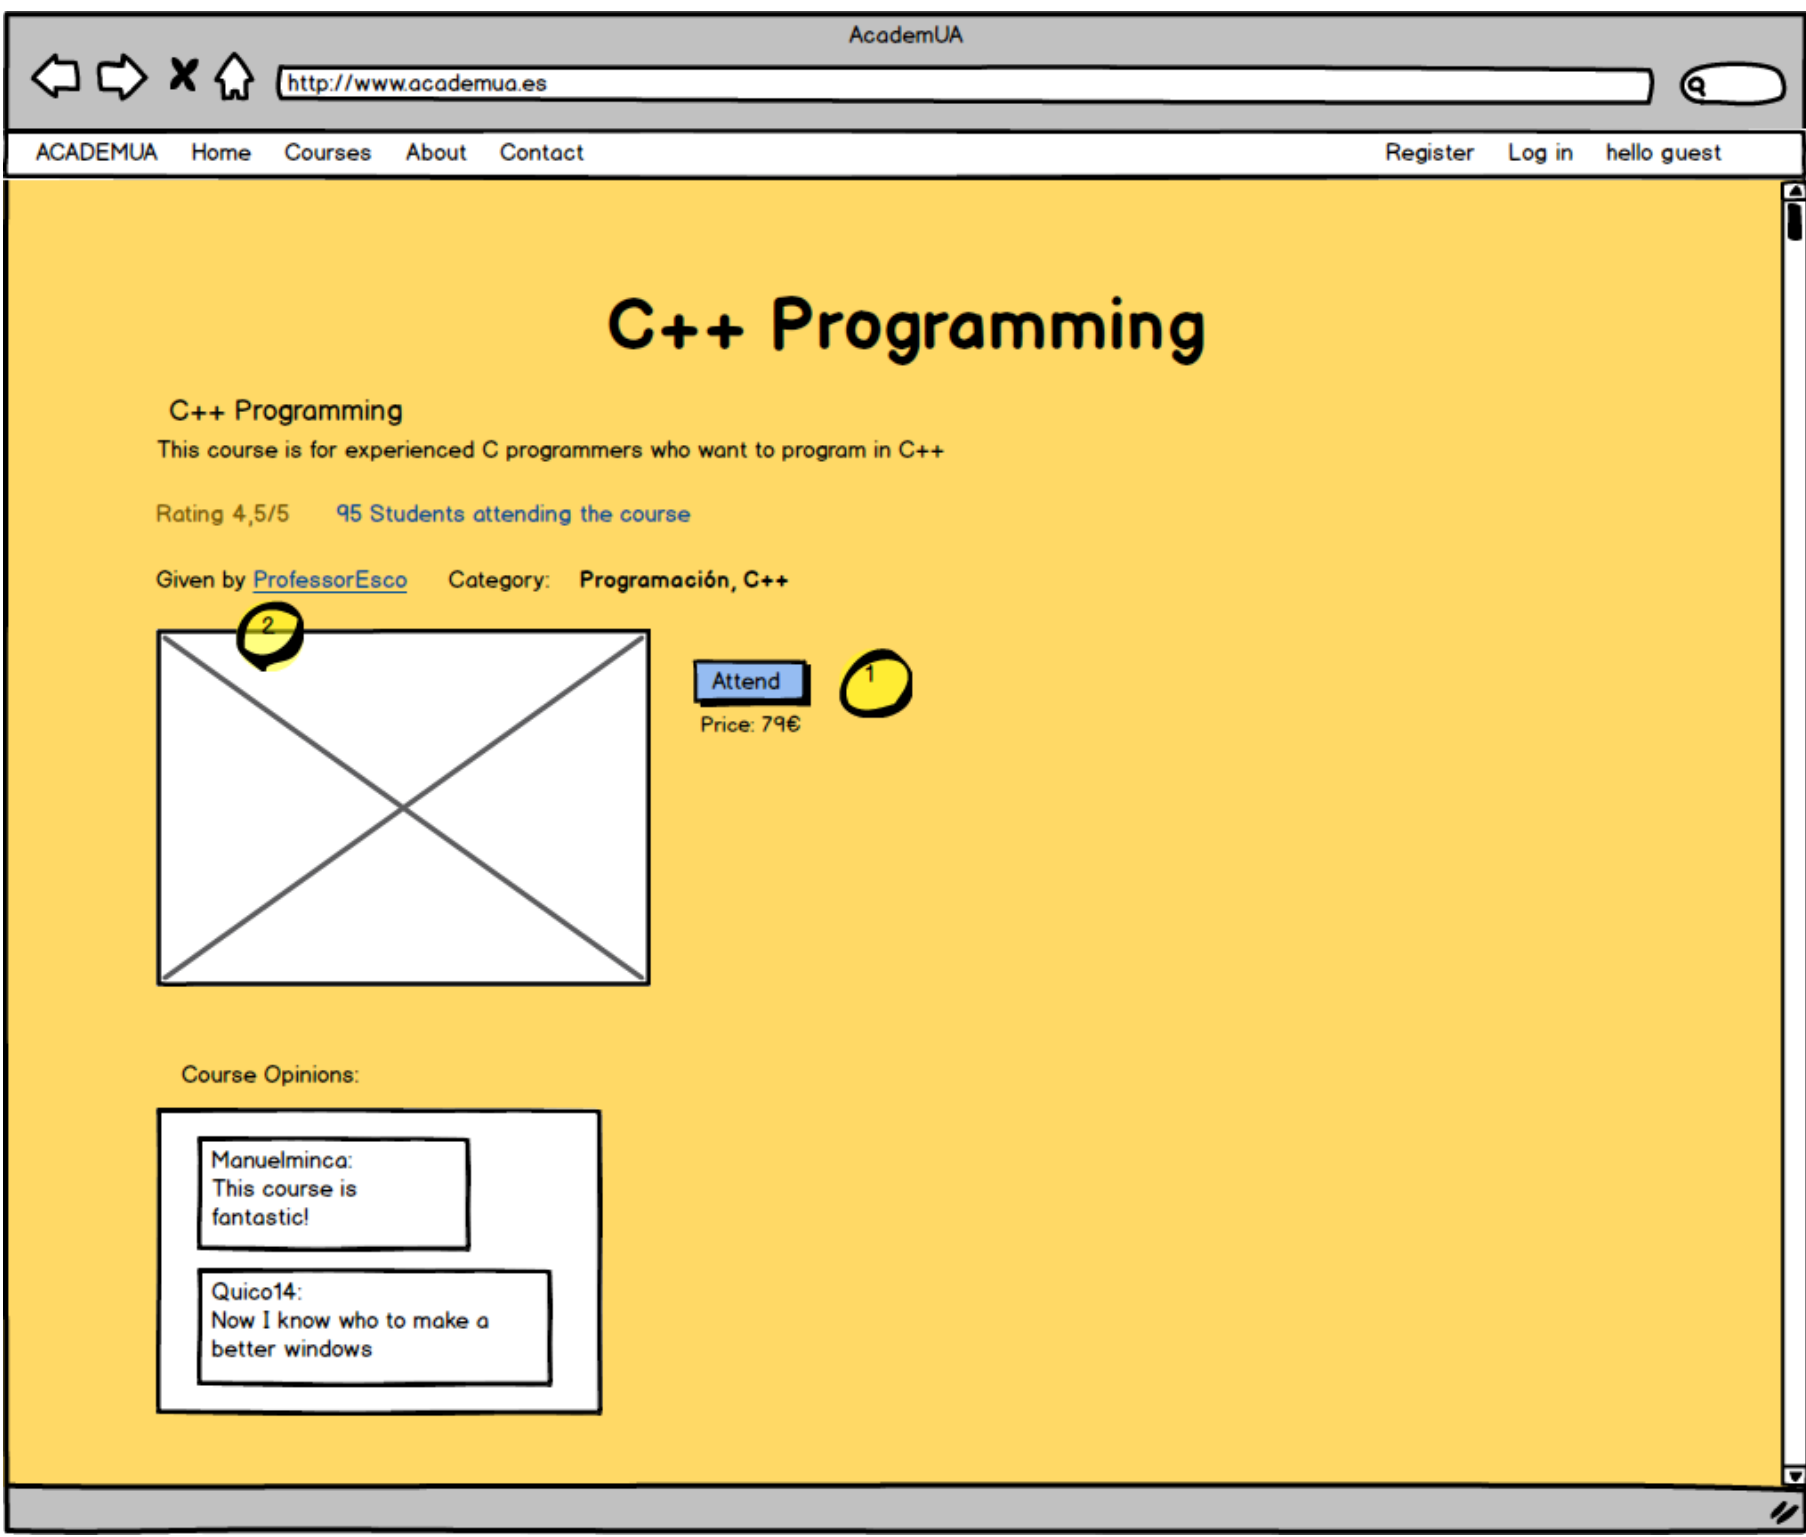 AcademUA
http://www.academua.es
ACADEMUA Home Courses About Contact Register Log in hello guest
C++ Programming
C++ Programming
This course is for experienced C programmers who want to program in C++
Rating 4,5/5 95 Students attending the course
Given by ProfessorEsco Category: Programación, C++
2
Attend 1
Price: 79€
Course Opinions:
Manuelminca:
This course is
fantastic!
Quico14:
Now I know who to make a
better windows